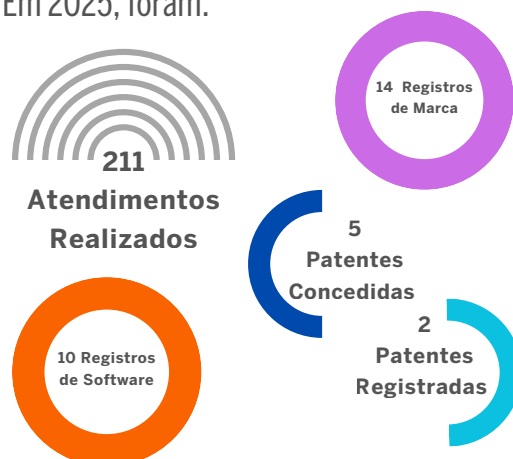 Em 2025, foram:
211
Atendimentos
Realizados
14 Registros
de Marca
5
Patentes
Concedidas
2
Patentes
Registradas
10 Registros
de Software